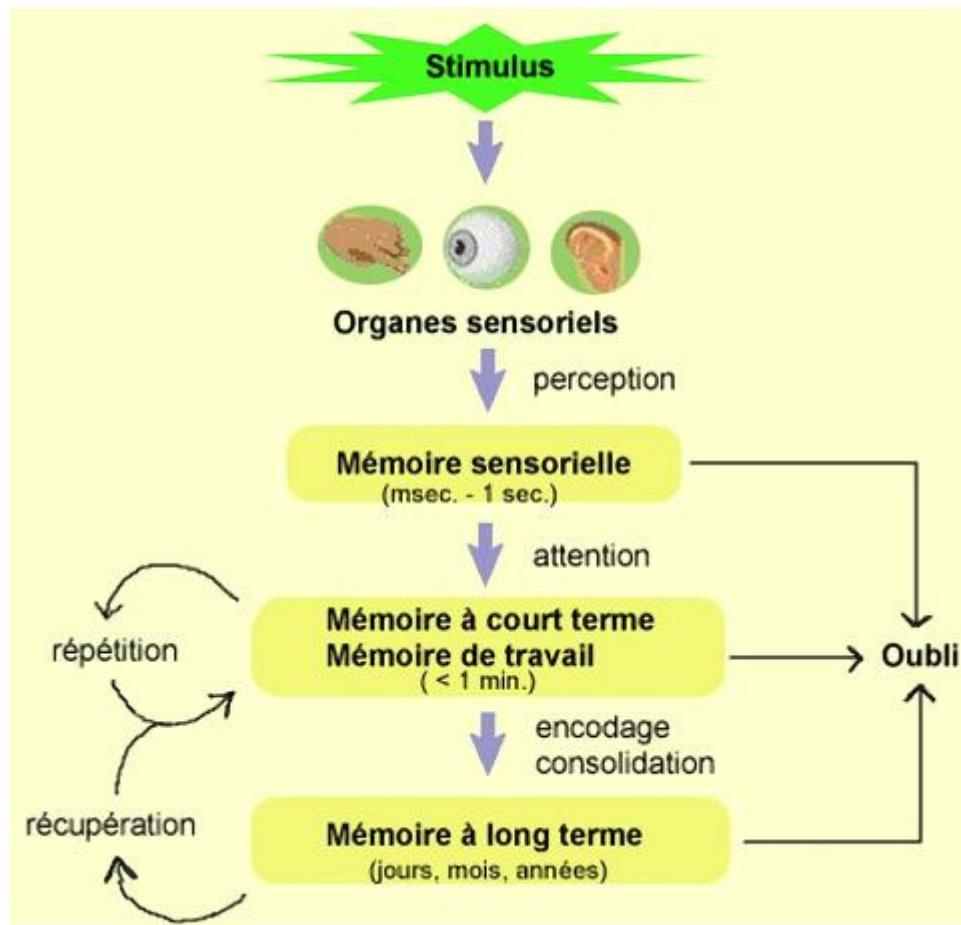 Stimulus
Organes sensoriels
perception
Mémoire sensorielle
(msec. - 1 sec.)
attention
Mémoire à court terme
Mémoire de travail
( < 1 min.)
répétition
Oubli
encodage
consolidation
récupération
Mémoire à long terme
(jours, mois, années)